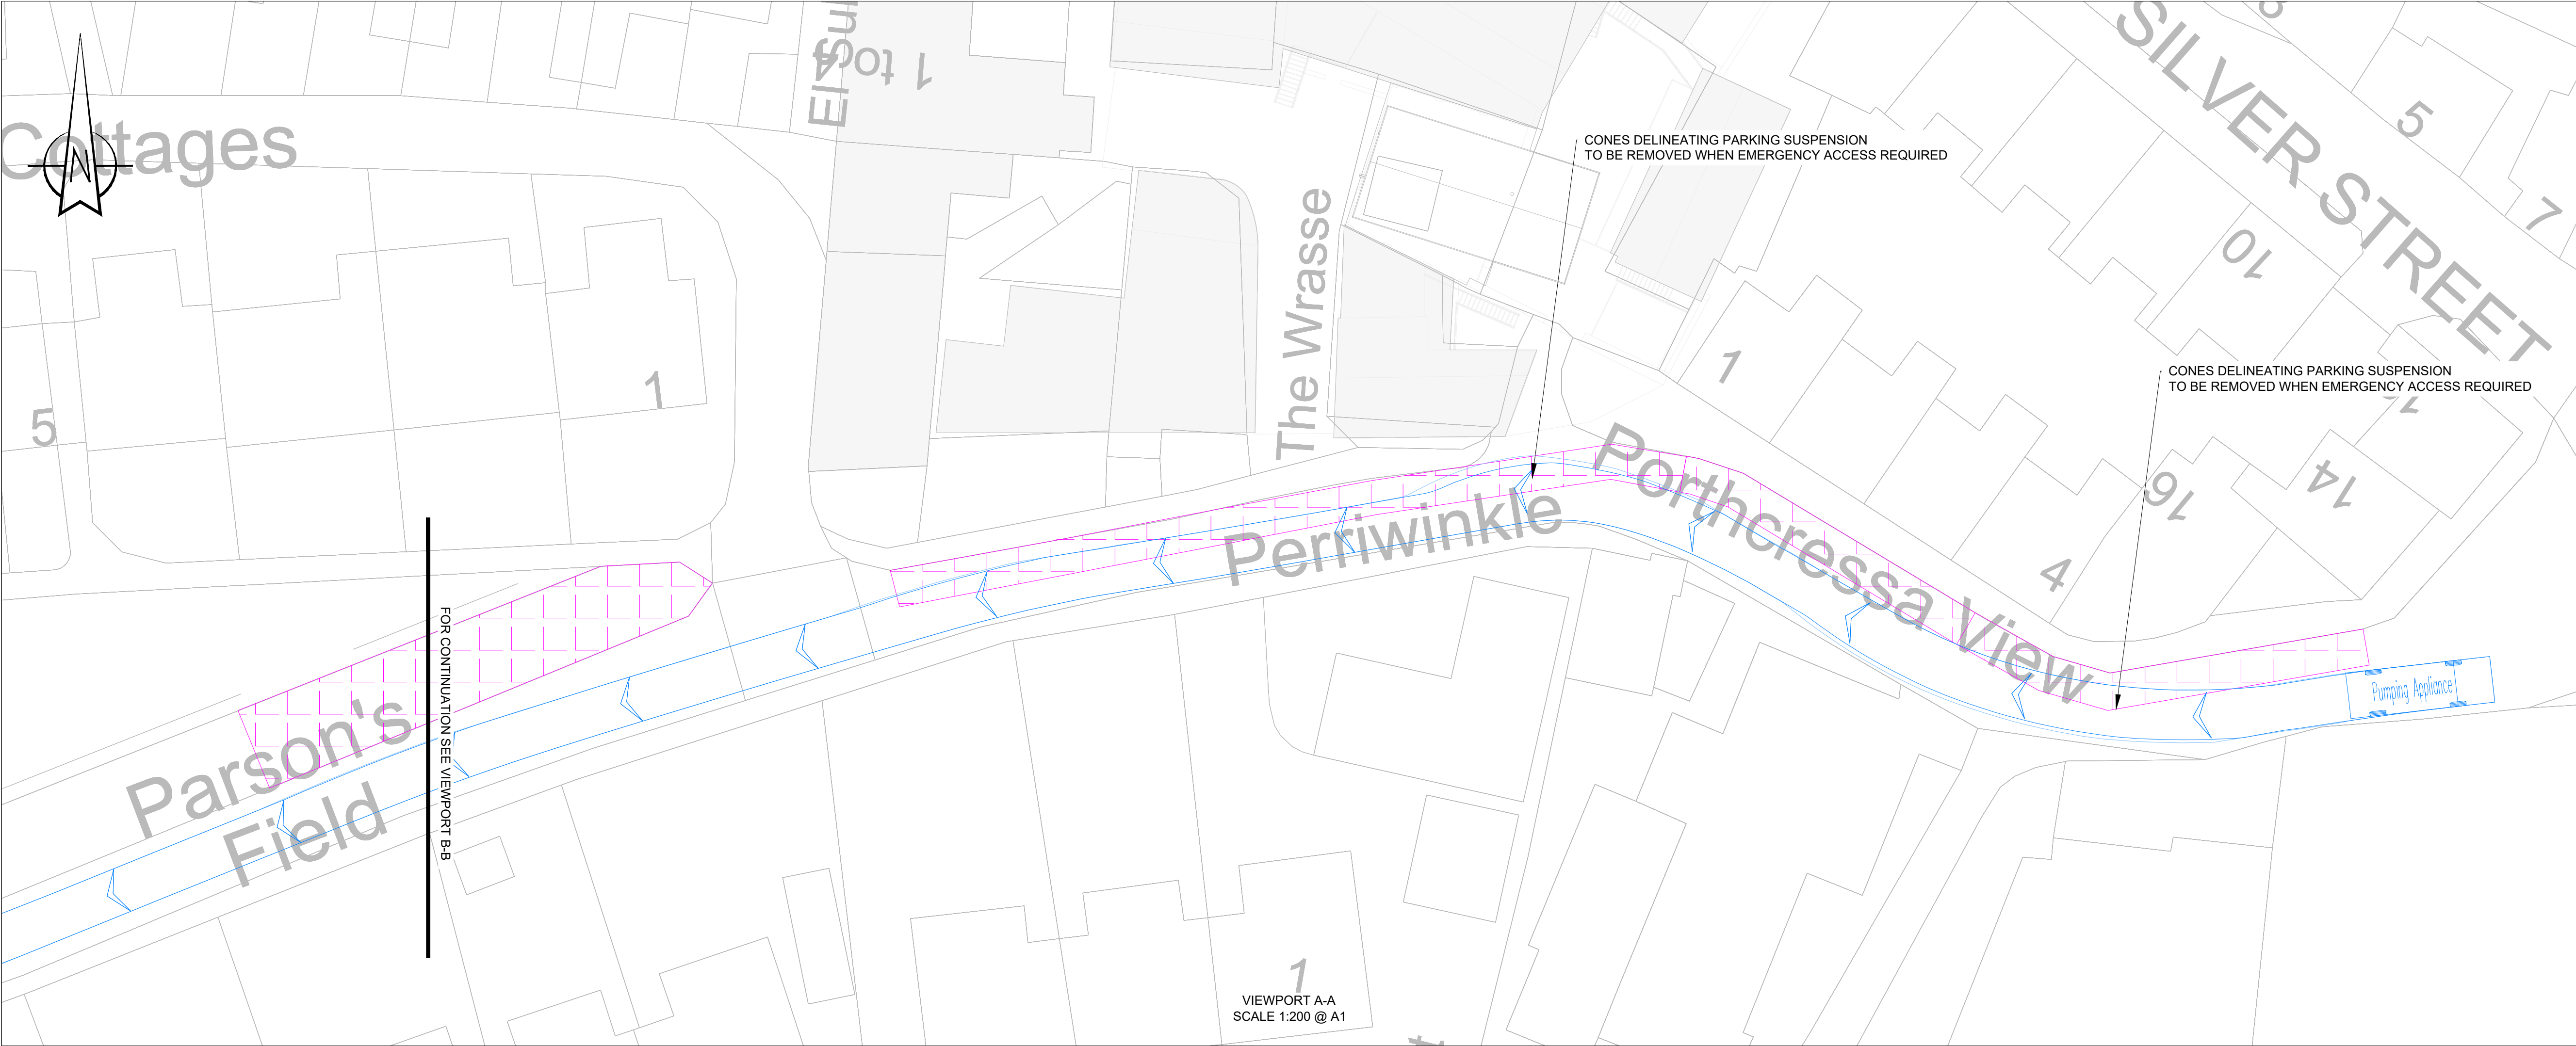 Cottages
N
1 to 4
SILVER STREET
5
7
10
CONES DELINEATING PARKING SUSPENSION
TO BE REMOVED WHEN EMERGENCY ACCESS REQUIRED
The Wrasse
1
CONES DELINEATING PARKING SUSPENSION
TO BE REMOVED WHEN EMERGENCY ACCESS REQUIRED
5
1
16
14
4
Perriwinkle
Porthcressa View
Pumping Appliance
FOR CONTINUATION SEE VIEWPORT B-B
Parson's
Field
1
VIEWPORT A-A
SCALE 1:200 @ A1